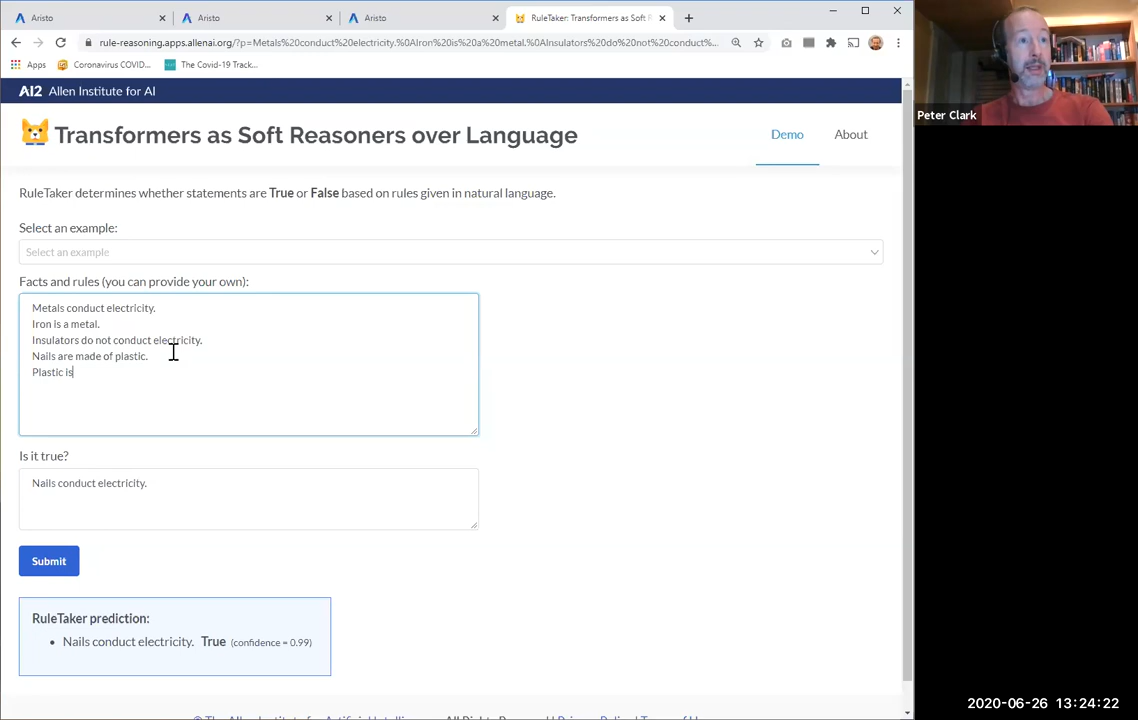 Aristo
Aristo
Aristo
RuleTaker: Transformers as Soft R
rule-reasoning.apps.allenai.org/?p=Metals%20conduct%20electricity.%0AIron%20is%20a%20metal.%0AInsulators%20do%20not%20conduct%...
Apps
Coronavirus COVID...
The Covid-19 Track...
AI2 Allen Institute for AI
Transformers as Soft Reasoners over Language
Demo
About
RuleTaker determines whether statements are True or False based on rules given in natural language.
Select an example:
Select an example
Facts and rules (you can provide your own):
Metals conduct electricity.
Iron is a metal.
Insulators do not conduct electricity.
Nails are made of plastic.
Plastic is
Is it true?
Nails conduct electricity.
Submit
RuleTaker prediction:
• Nails conduct electricity. True (confidence = 0.99)
Peter Clark
2020-06-26 13:24:22